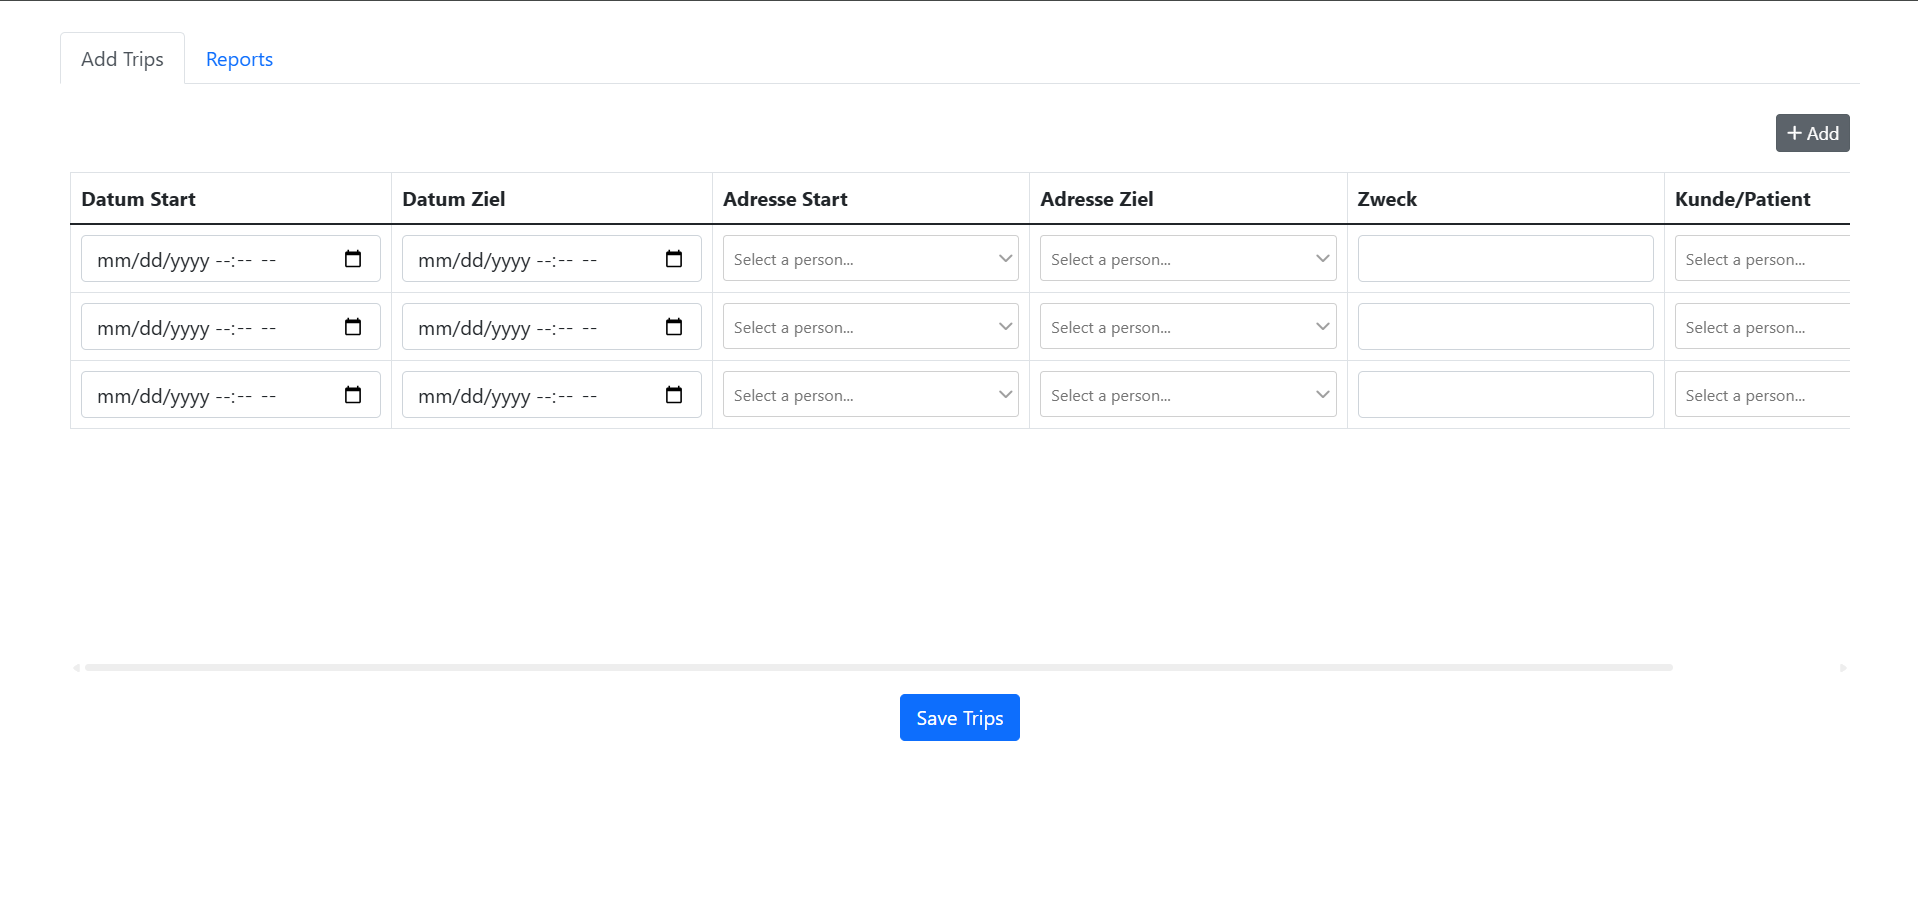 Add Trips Reports
+ Add
Datum Start Datum Ziel Adresse Start Adresse Ziel Zweck Kunde/Patient
mm/dd/yyyy --:-- -- mm/dd/yyyy --:-- -- Select a person... Select a person... Select a person...
mm/dd/yyyy --:-- -- mm/dd/yyyy --:-- -- Select a person... Select a person... Select a person...
mm/dd/yyyy --:-- -- mm/dd/yyyy --:-- -- Select a person... Select a person... Select a person...
Save Trips